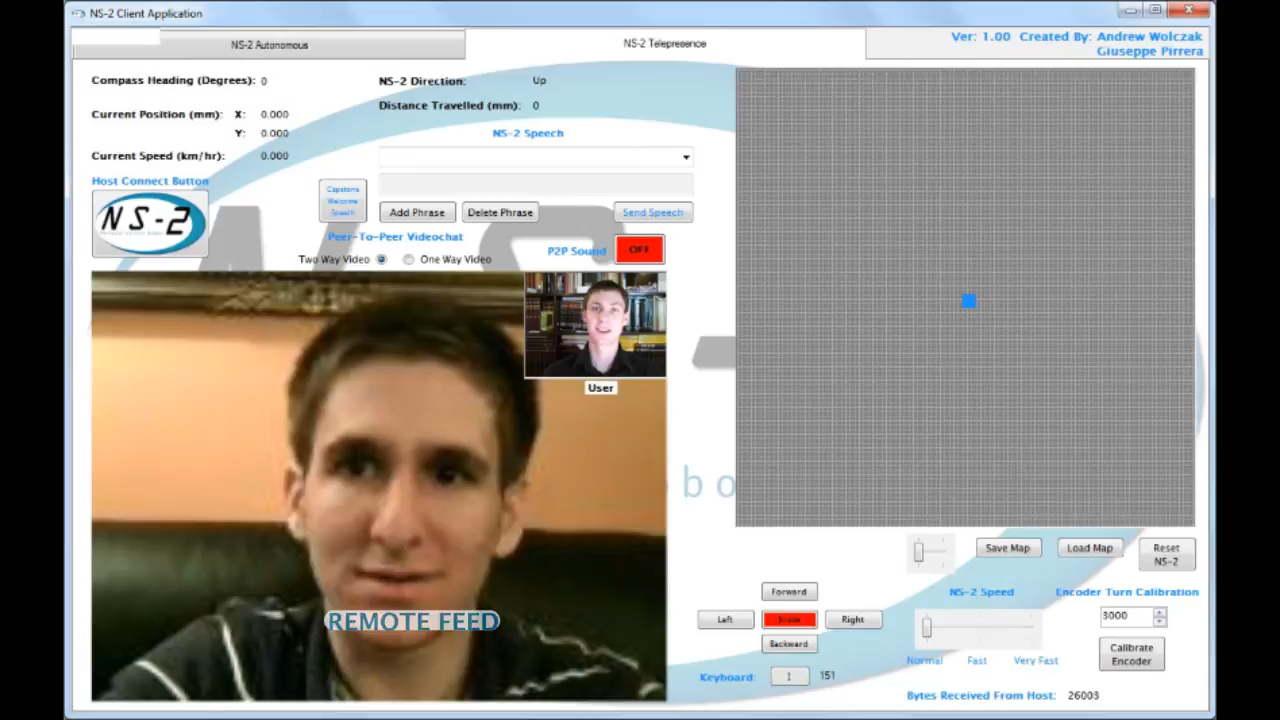 NS-2 Client Application
NS-2 Autonomous
NS-2 Telepresence
Ver: 1.00 Created By: Andrew Wolczak
Giuseppe Pirrera
Compass Heading (Degrees): 0
NS-2 Direction: Up
Current Position (mm): X: 0.000
Y: 0.000
Distance Travelled (mm): 0
NS-2 Speech
Current Speed (km/hr): 0.000
Host Connect Button
NS-2
Capstone
Welcome
Speech
Add Phrase
Delete Phrase
Send Speech
Peer-To-Peer Videochat
P2P Sound
OFF
Two Way Video
One Way Video
User
REMOTE FEED
bo
Save Map
Load Map
Reset
NS-2
Forward
Left
Right
Backward
NS-2 Speed
Normal
Fast
Very Fast
Encoder Turn Calibration
3000
Calibrate
Encoder
Keyboard:
151
Bytes Received From Host: 26003